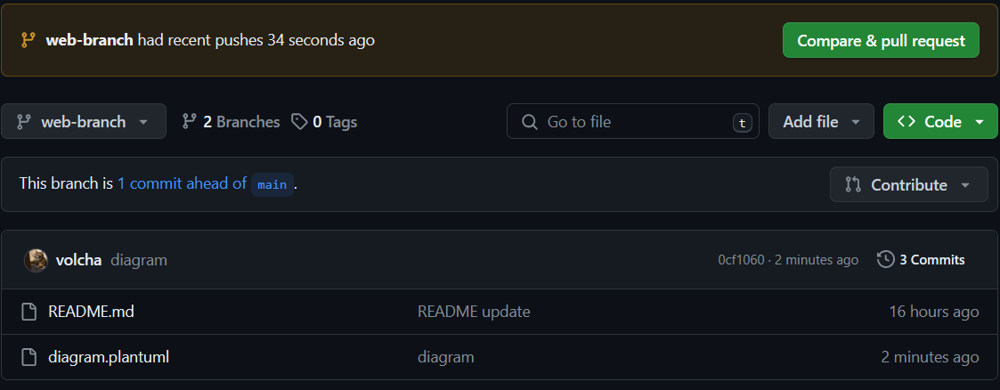 web-branch had recent pushes 34 seconds ago
Compare & pull request
web-branch
2 Branches
0 Tags
Go to file
t
Add file
Code
This branch is 1 commit ahead of main.
Contribute
volcha diagram
0cf1060 · 2 minutes ago
3 Commits
README.md
README update
16 hours ago
diagram.plantuml
diagram
2 minutes ago